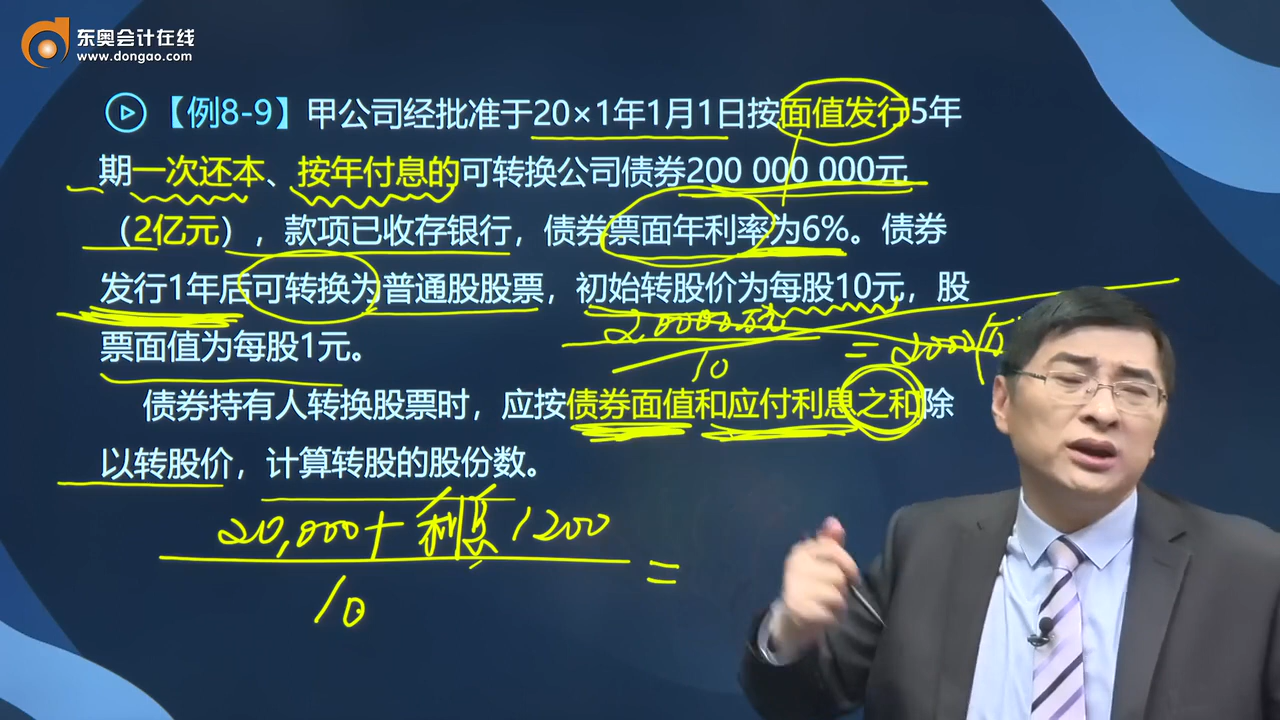 东奥会计在线
www.dongao.com
【例8-9】甲公司经批准于20×1年1月1日按面值发行5年
期一次还本、按年付息的可转换公司债券200 000 000元
（2亿元），款项已收存银行，债券票面年利率为6%。债券
发行1年后可转换为普通股股票，初始转股价为每股10元，股
票面值为每股1元。
20000万元
10
= 2000
债券持有人转换股票时，应按债券面值和应付利息之和除
以转股价，计算转股的股份数。
20,000+利息1200
10
=